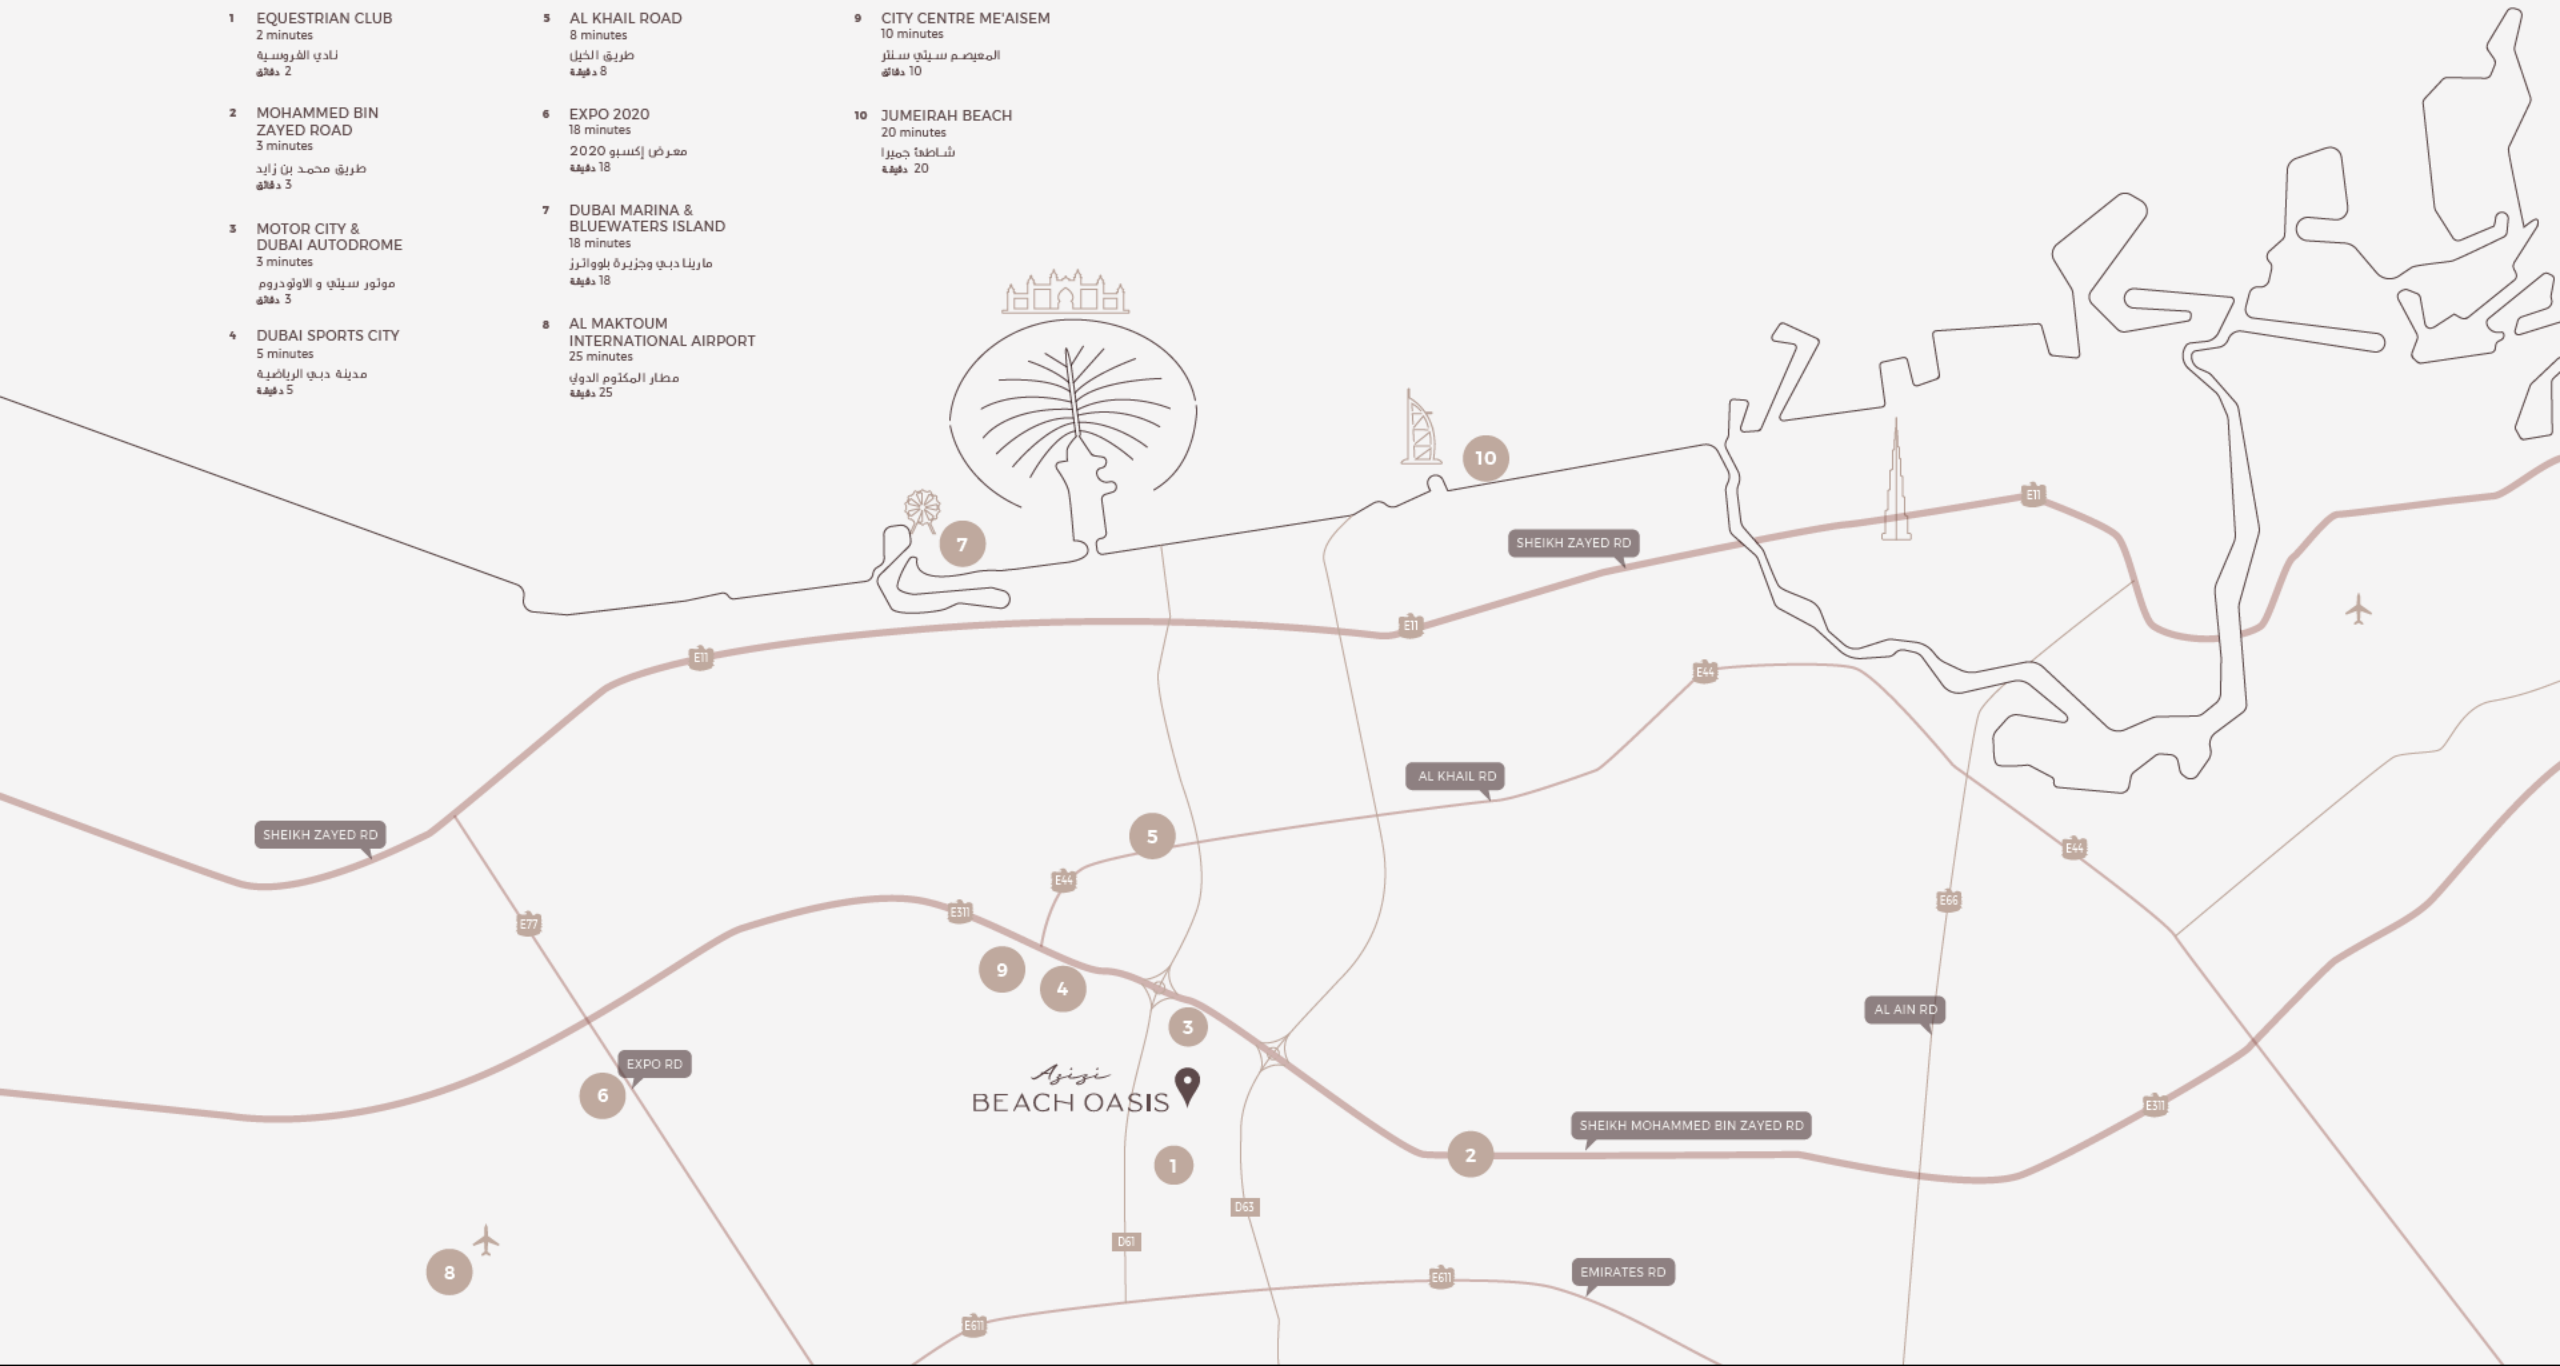 1 EQUESTRIAN CLUB
2 minutes
نادي الفروسية
2 دقائق
2 MOHAMMED BIN
ZAYED ROAD
3 minutes
طريق محمد بن زايد
3 دقائق
3 MOTOR CITY &
DUBAI AUTODROME
3 minutes
موتور سيتي و الاوتودروم
3 دقائق
4 DUBAI SPORTS CITY
5 minutes
مدينة دبي الرياضية
5 دقيقة
5 AL KHAIL ROAD
8 minutes
طريق الخيل
8 دقيقة
6 EXPO 2020
18 minutes
معرض إكسبو 2020
18 دقيقة
7 DUBAI MARINA &
BLUEWATERS ISLAND
18 minutes
مارينا دبي وجزيرة بلوواترز
18 دقيقة
8 AL MAKTOUM
INTERNATIONAL AIRPORT
25 minutes
مطار المكتوم الدولي
25 دقيقة
9 CITY CENTRE ME'AISEM
10 minutes
المعيصم سيتي سنتر
10 دقائق
10 JUMEIRAH BEACH
20 minutes
شاطئ جميرا
20 دقيقة
10
E11
7
SHEIKH ZAYED RD
E11
E11
E44
AL KHAIL RD
SHEIKH ZAYED RD
5
E44
E44
E66
E311
E77
9
4
AL AIN RD
3
EXPO RD
6
Azizi
BEACH OASIS
E311
SHEIKH MOHAMMED BIN ZAYED RD
2
1
D63
D61
8
EMIRATES RD
E611
E611